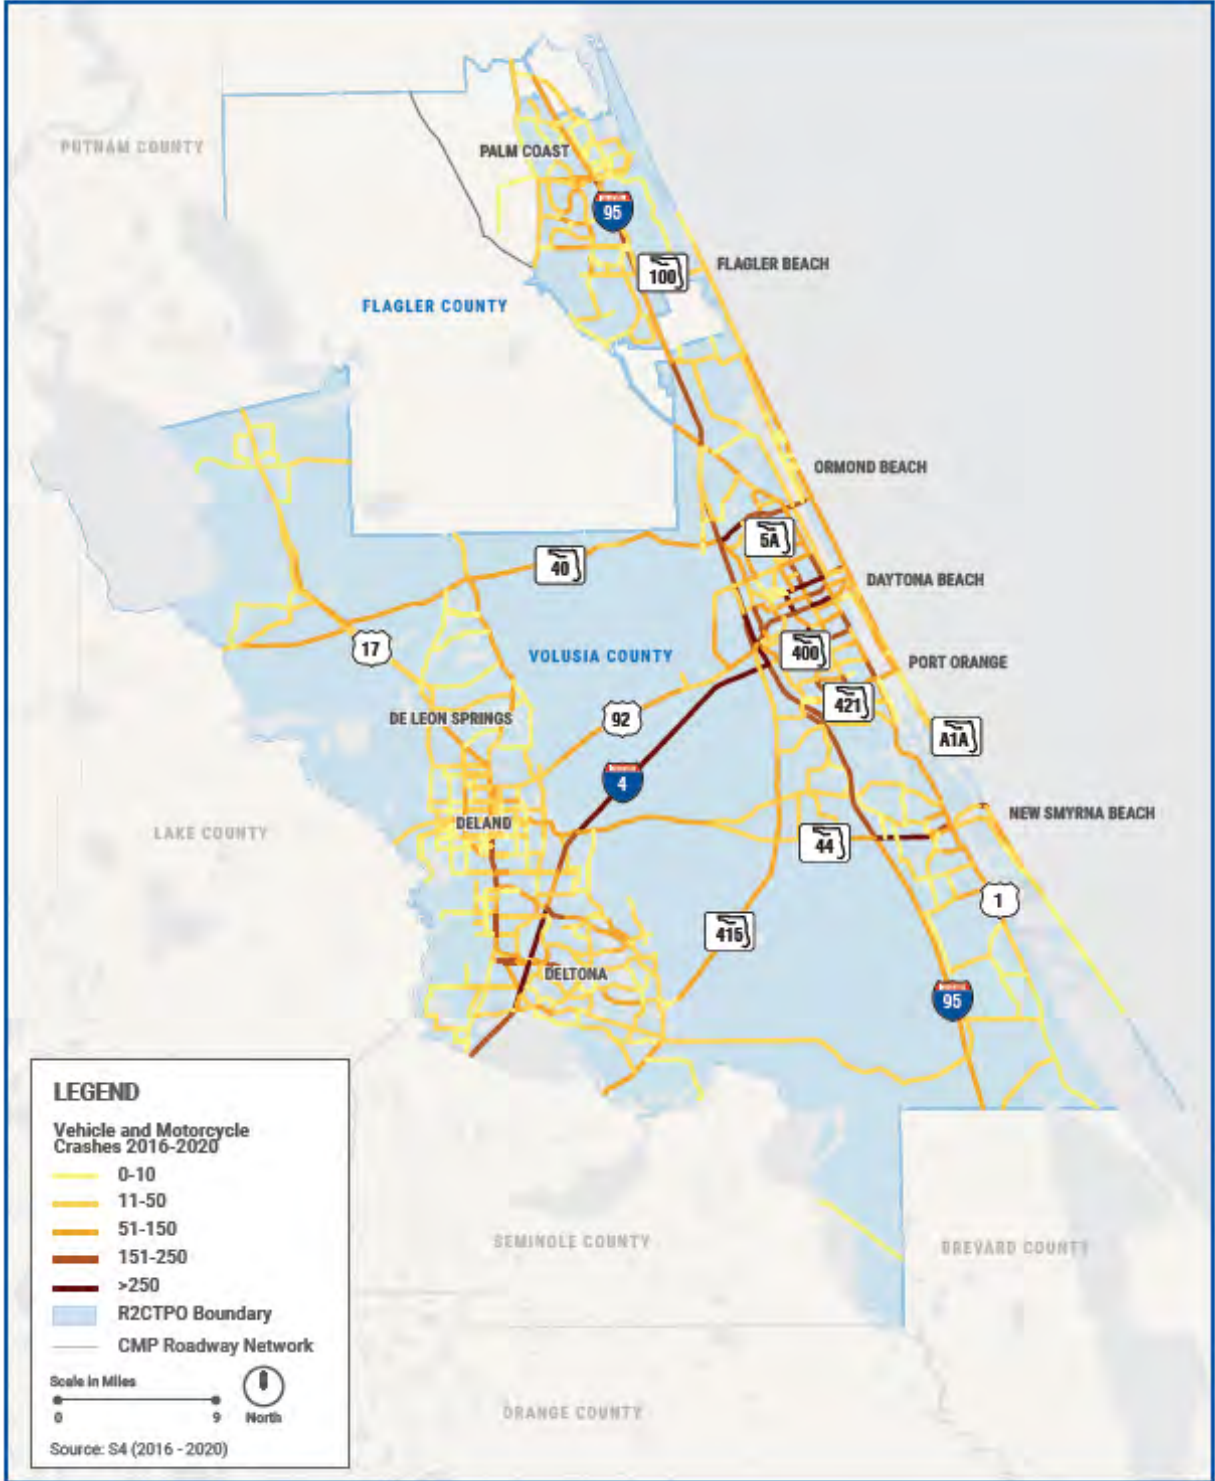 PUTNAM COUNTY
PALM COAST
95
100
FLAGLER BEACH
FLAGLER COUNTY
ORMOND BEACH
5A
40
DAYTONA BEACH
17
VOLUSIA COUNTY
400
PORT ORANGE
421
DE LEON SPRINGS
92
A1A
4
NEW SMYRNA BEACH
DELAND
LAKE COUNTY
44
1
415
DELTONA
95
LEGEND
Vehicle and Motorcycle
Crashes 2016-2020
0-10
11-50
51-150
151-250
>250
R2CTPO Boundary
CMP Roadway Network
Scale in Miles
0 9 North
Source: S4 (2016 - 2020)
SEMINOLE COUNTY
BREVARD COUNTY
ORANGE COUNTY